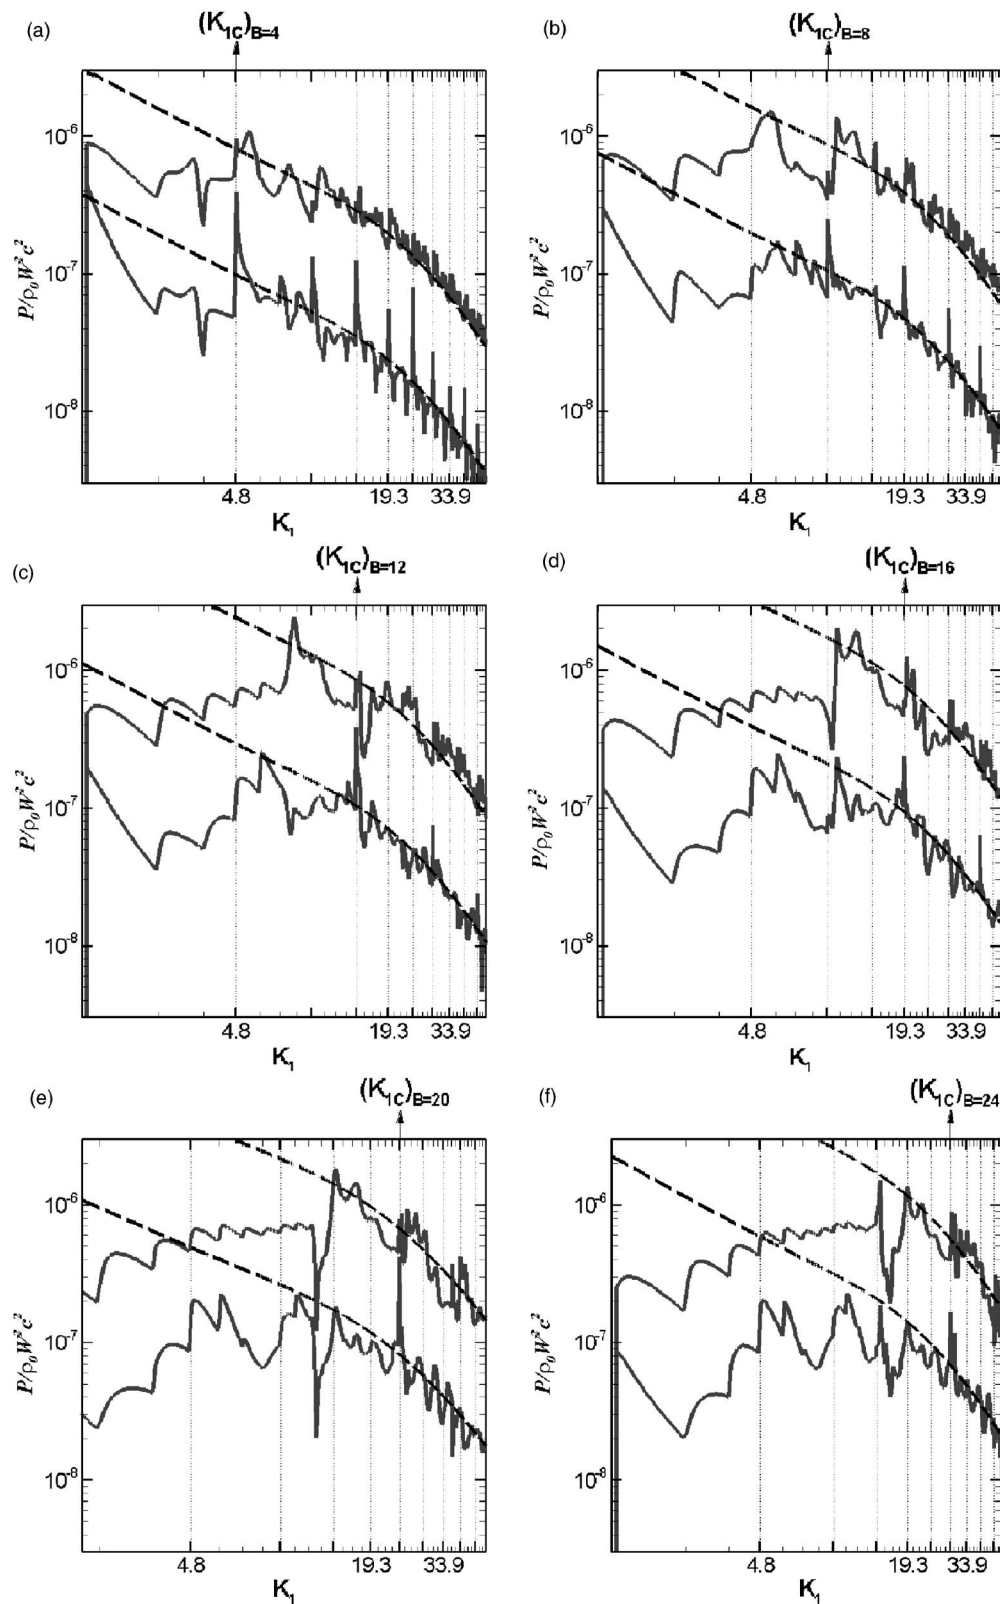 (a) (K1C)B=4
10-6
10-7
10-8
P/ρ0W2c2
4.8 19.3 33.9
K1
(b) (K1C)B=8
10-6
10-7
10-8
P/ρ0W2c2
4.8 19.3 33.9
K1
(c) (K1C)B=12
10-6
10-7
10-8
P/ρ0W2c2
4.8 19.3 33.9
K1
(d) (K1C)B=16
10-6
10-7
10-8
P/ρ0W2c2
4.8 19.3 33.9
K1
(e) (K1C)B=20
10-6
10-7
10-8
P/ρ0W2c2
4.8 19.3 33.9
K1
(f) (K1C)B=24
10-6
10-7
10-8
P/ρ0W2c2
4.8 19.3 33.9
K1